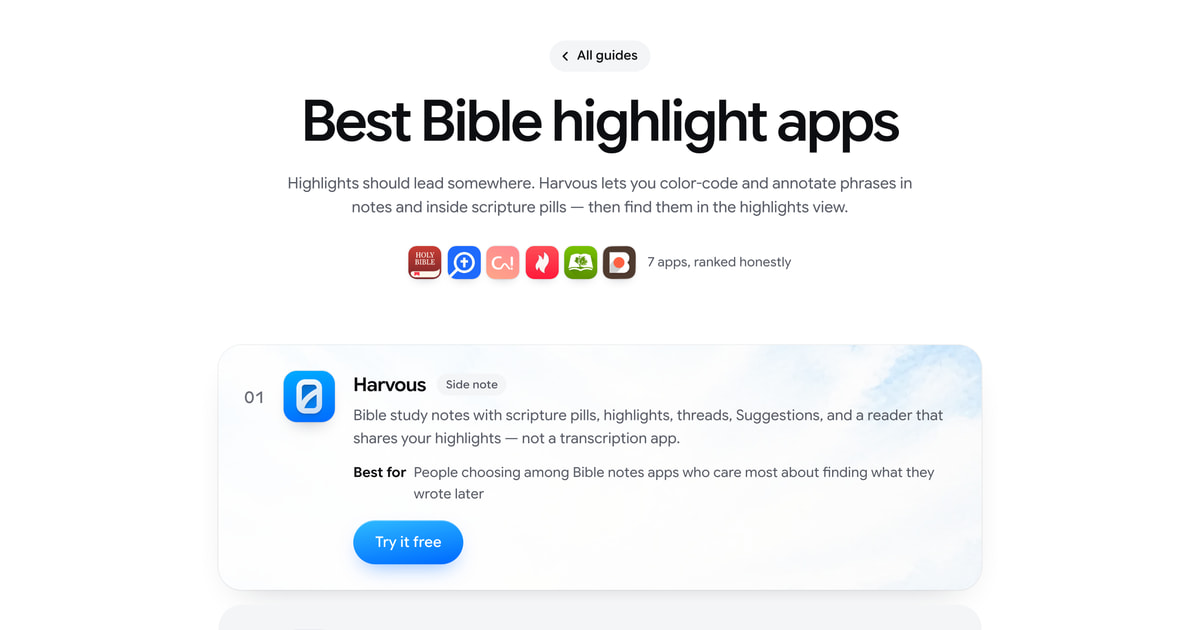 All guides
Best Bible highlight apps
Highlights should lead somewhere. Harvous lets you color-code and annotate phrases in
notes and inside scripture pills — then find them in the highlights view.
HOLY
BIBLE
7 apps, ranked honestly
01
Harvous
Side note
Bible study notes with scripture pills, highlights, threads, Suggestions, and a reader that
shares your highlights — not a transcription app.
Best for People choosing among Bible notes apps who care most about finding what they
wrote later
Try it free